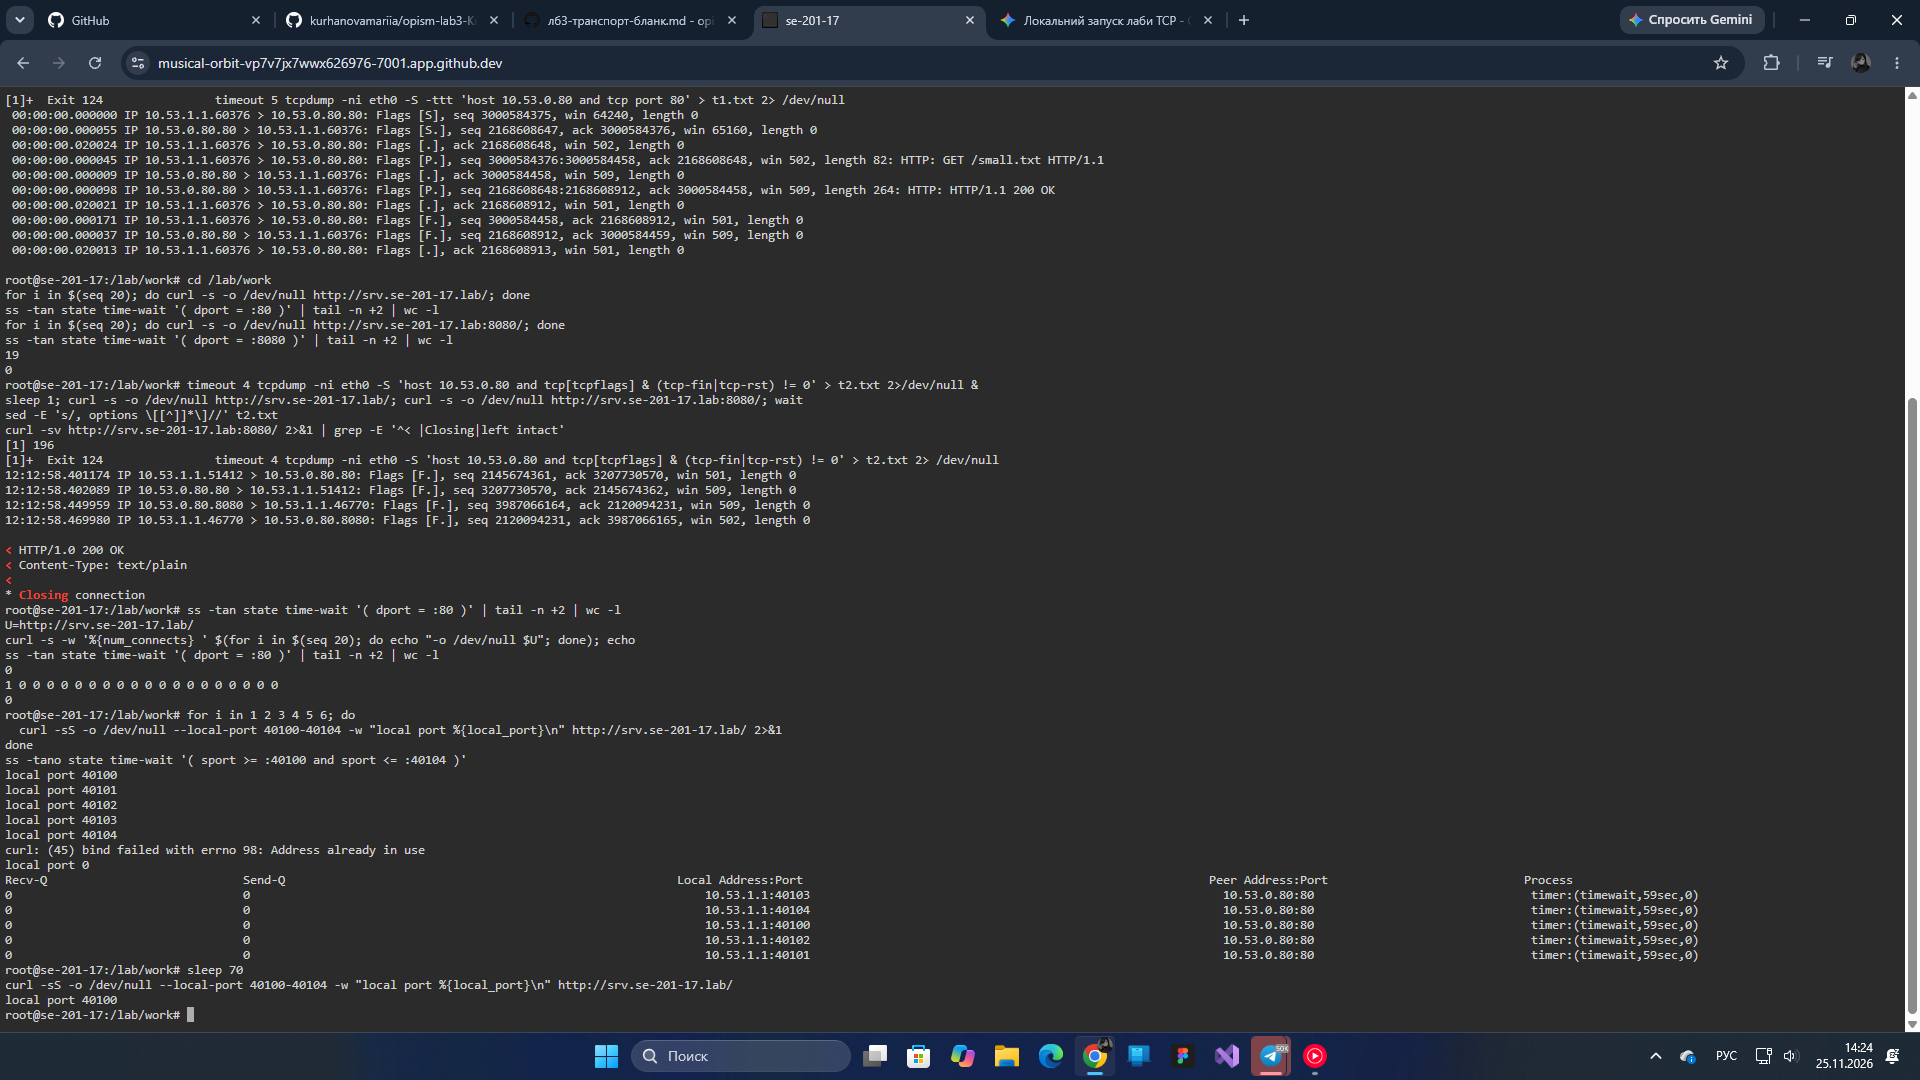 GitHub
kurhanovamariia/opism-lab3-K
лб3-транспорт-бланк.md - opi
se-201-17
Локальний запуск лаби TCP -
Спросить Gemini
musical-orbit-vp7v7jx7wwx626976-7001.app.github.dev
[1]+  Exit 124                timeout 5 tcpdump -ni eth0 -S -ttt 'host 10.53.0.80 and tcp port 80' > t1.txt 2> /dev/null
 00:00:00.000000 IP 10.53.1.1.60376 > 10.53.0.80.80: Flags [S], seq 3000584375, win 64240, length 0
 00:00:00.000055 IP 10.53.0.80.80 > 10.53.1.1.60376: Flags [S.], seq 2168608647, ack 3000584376, win 65160, length 0
 00:00:00.020024 IP 10.53.1.1.60376 > 10.53.0.80.80: Flags [.], ack 2168608648, win 502, length 0
 00:00:00.000045 IP 10.53.1.1.60376 > 10.53.0.80.80: Flags [P.], seq 3000584376:3000584458, ack 2168608648, win 502, length 82: HTTP: GET /small.txt HTTP/1.1
 00:00:00.000009 IP 10.53.0.80.80 > 10.53.1.1.60376: Flags [.], ack 3000584458, win 509, length 0
 00:00:00.000098 IP 10.53.0.80.80 > 10.53.1.1.60376: Flags [P.], seq 2168608648:2168608912, ack 3000584458, win 509, length 264: HTTP: HTTP/1.1 200 OK
 00:00:00.020021 IP 10.53.1.1.60376 > 10.53.0.80.80: Flags [.], ack 2168608912, win 501, length 0
 00:00:00.000171 IP 10.53.1.1.60376 > 10.53.0.80.80: Flags [F.], seq 3000584458, ack 2168608912, win 501, length 0
 00:00:00.000037 IP 10.53.0.80.80 > 10.53.1.1.60376: Flags [F.], seq 2168608912, ack 3000584459, win 509, length 0
 00:00:00.020013 IP 10.53.1.1.60376 > 10.53.0.80.80: Flags [.], ack 2168608913, win 501, length 0
root@se-201-17:/lab/work# cd /lab/work
for i in $(seq 20); do curl -s -o /dev/null http://srv.se-201-17.lab/; done
ss -tan state time-wait '( dport = :80 )' | tail -n +2 | wc -l
for i in $(seq 20); do curl -s -o /dev/null http://srv.se-201-17.lab:8080/; done
ss -tan state time-wait '( dport = :8080 )' | tail -n +2 | wc -l
19
0
root@se-201-17:/lab/work# timeout 4 tcpdump -ni eth0 -S 'host 10.53.0.80 and tcp[tcpflags] & (tcp-fin|tcp-rst) != 0' > t2.txt 2>/dev/null &
sleep 1; curl -s -o /dev/null http://srv.se-201-17.lab/; curl -s -o /dev/null http://srv.se-201-17.lab:8080/; wait
sed -E 's/, options \[[^]]*\]//' t2.txt
curl -sv http://srv.se-201-17.lab:8080/ 2>&1 | grep -E '^< |Closing|left intact'
[1] 196
[1]+  Exit 124                timeout 4 tcpdump -ni eth0 -S 'host 10.53.0.80 and tcp[tcpflags] & (tcp-fin|tcp-rst) != 0' > t2.txt 2> /dev/null
12:12:58.401174 IP 10.53.1.1.51412 > 10.53.0.80.80: Flags [F.], seq 2145674361, ack 3207730570, win 501, length 0
12:12:58.402089 IP 10.53.0.80.80 > 10.53.1.1.51412: Flags [F.], seq 3207730570, ack 2145674362, win 509, length 0
12:12:58.449959 IP 10.53.0.80.8080 > 10.53.1.1.46770: Flags [F.], seq 3987066164, ack 2120094231, win 509, length 0
12:12:58.469980 IP 10.53.1.1.46770 > 10.53.0.80.8080: Flags [F.], seq 2120094231, ack 3987066165, win 502, length 0
< HTTP/1.0 200 OK
< Content-Type: text/plain
<
* Closing connection
root@se-201-17:/lab/work# ss -tan state time-wait '( dport = :80 )' | tail -n +2 | wc -l
U=http://srv.se-201-17.lab/
curl -s -w '%{num_connects} ' $(for i in $(seq 20); do echo "-o /dev/null $U"; done); echo
ss -tan state time-wait '( dport = :80 )' | tail -n +2 | wc -l
0
1 0 0 0 0 0 0 0 0 0 0 0 0 0 0 0 0 0 0 0
0
root@se-201-17:/lab/work# for i in 1 2 3 4 5 6; do
  curl -sS -o /dev/null --local-port 40100-40104 -w "local port %{local_port}\n" http://srv.se-201-17.lab/ 2>&1
done
ss -tano state time-wait '( sport >= :40100 and sport <= :40104 )'
local port 40100
local port 40101
local port 40102
local port 40103
local port 40104
curl: (45) bind failed with errno 98: Address already in use
local port 0
Recv-Q Send-Q Local Address:Port Peer Address:Port Process
0 0 10.53.1.1:40103 10.53.0.80:80 timer:(timewait,59sec,0)
0 0 10.53.1.1:40104 10.53.0.80:80 timer:(timewait,59sec,0)
0 0 10.53.1.1:40100 10.53.0.80:80 timer:(timewait,59sec,0)
0 0 10.53.1.1:40102 10.53.0.80:80 timer:(timewait,59sec,0)
0 0 10.53.1.1:40101 10.53.0.80:80 timer:(timewait,59sec,0)
root@se-201-17:/lab/work# sleep 70
curl -sS -o /dev/null --local-port 40100-40104 -w "local port %{local_port}\n" http://srv.se-201-17.lab/
local port 40100
root@se-201-17:/lab/work#
Поиск
РУС
14:24
25.11.2026